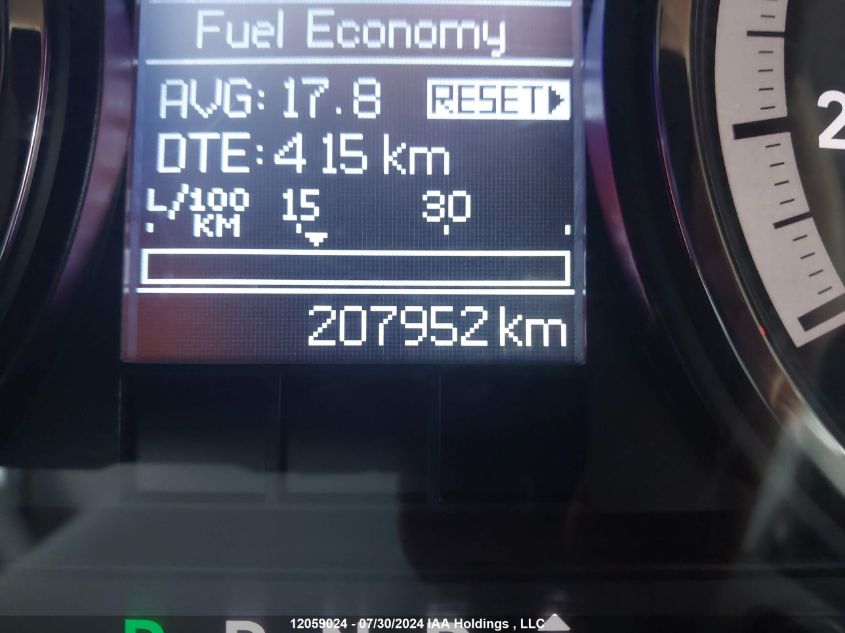 Fuel Economy
AVG: 17.8 RESET
DTE: 415 km
L/100 KM 15 30
207952 km
2
P R N D
12059024 - 07/30/2024 IAA Holdings , LLC